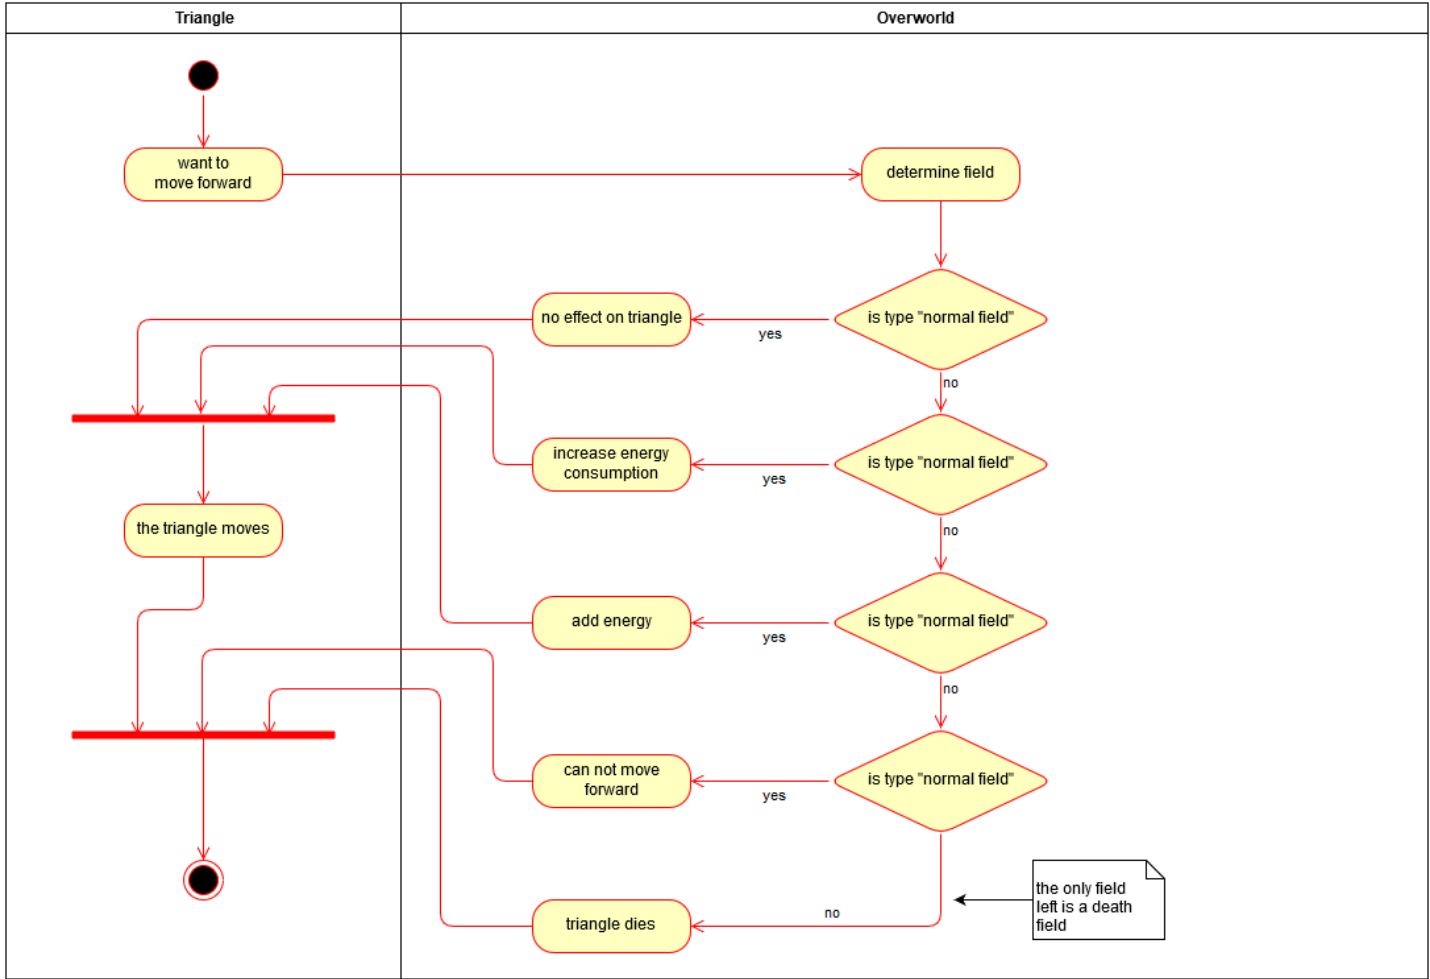 Triangle
Overworld
want to
move forward
determine field
no effect on triangle
yes
is type "normal field"
no
increase energy
consumption
yes
is type "normal field"
no
the triangle moves
add energy
yes
is type "normal field"
no
can not move
forward
yes
is type "normal field"
the only field
left is a death
field
no
triangle dies